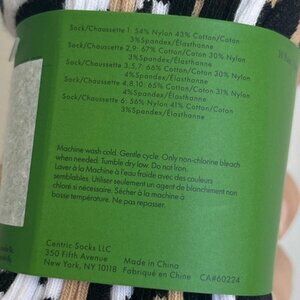 Sock/Chaussette 1: 54% Nylon 43% Cotton/Coton
3%Spandex/Élasthanne
Sock/Chaussette 2,9: 67% Cotton/Coton 30% Nylon
3%Spandex/Élasthanne
Sock/Chaussette 3,5,7: 66% Cotton/Coton 30% Nylon
4%Spandex/Élasthanne
Sock/Chaussette 4,8,10: 65% Cotton/Coton 31% Nylon
4%Spandex/Élasthanne
Sock/Chaussette 6: 56% Nylon 41% Cotton/Coton
3%Spandex/Élasthanne
Machine wash cold. Gentle cycle. Only non-chlorine bleach
when needed. Tumble dry low. Do not iron.
Laver à la Machine à l'eau froide avec des couleurs
semblables. Utiliser seulement un agent de blanchiment non
chloré si nécessaire. Sécher à la machine à
basse température. Ne pas repasser.
Centric Socks LLC
350 Fifth Avenue
New York, NY 10118
Made in China
Fabriqué en Chine
CA#60224